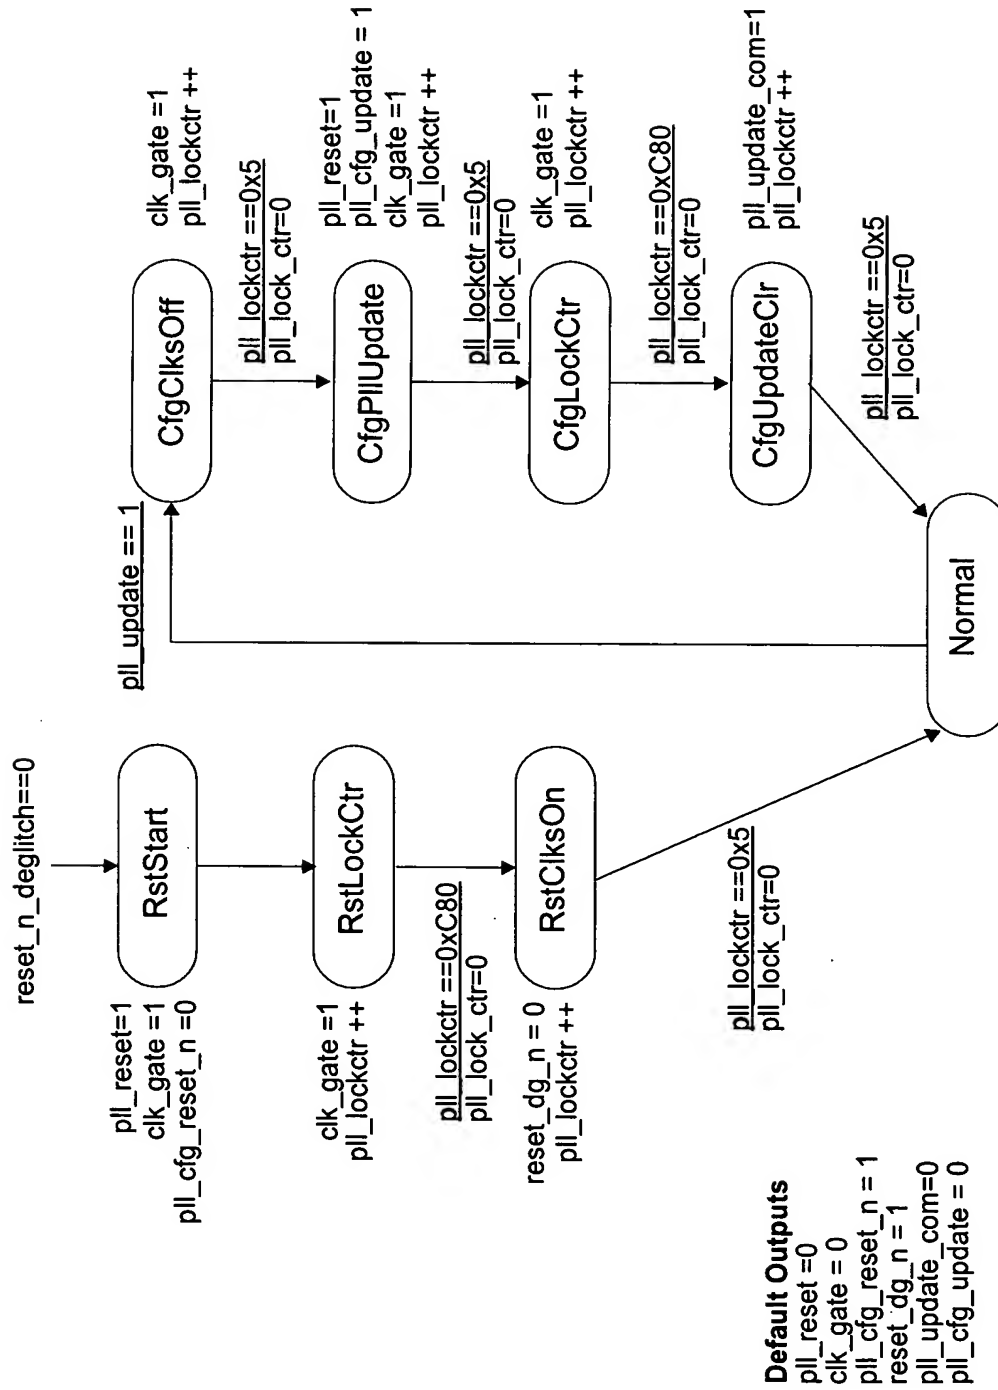 reset_n_deglitch==0
pll_reset=1
clk_gate =1
pll_cfg_reset_n =0
RstStart
clk_gate =1
pll_lockctr ++
RstLockCtr
pll_lockctr ==0xC80
pll_lock_ctr=0
reset_dg_n = 0
pll_lockctr ++
RstClksOn
pll_lockctr ==0x5
pll_lock_ctr=0
Normal
pll_update == 1
CfgClksOff
clk_gate =1
pll_lockctr ++
pll_lockctr ==0x5
pll_lock_ctr=0
CfgPllUpdate
pll_reset=1
pll_cfg_update = 1
clk_gate =1
pll_lockctr ++
pll_lockctr ==0x5
pll_lock_ctr=0
CfgLockCtr
clk_gate =1
pll_lockctr ++
pll_lockctr ==0xC80
pll_lock_ctr=0
CfgUpdateClr
pll_update_com=1
pll_lockctr ++
pll_lockctr ==0x5
pll_lock_ctr=0
Default Outputs
pll_reset =0
clk_gate = 0
pll_cfg_reset_n = 1
reset_dg_n = 1
pll_update_com=0
pll_cfg_update = 0